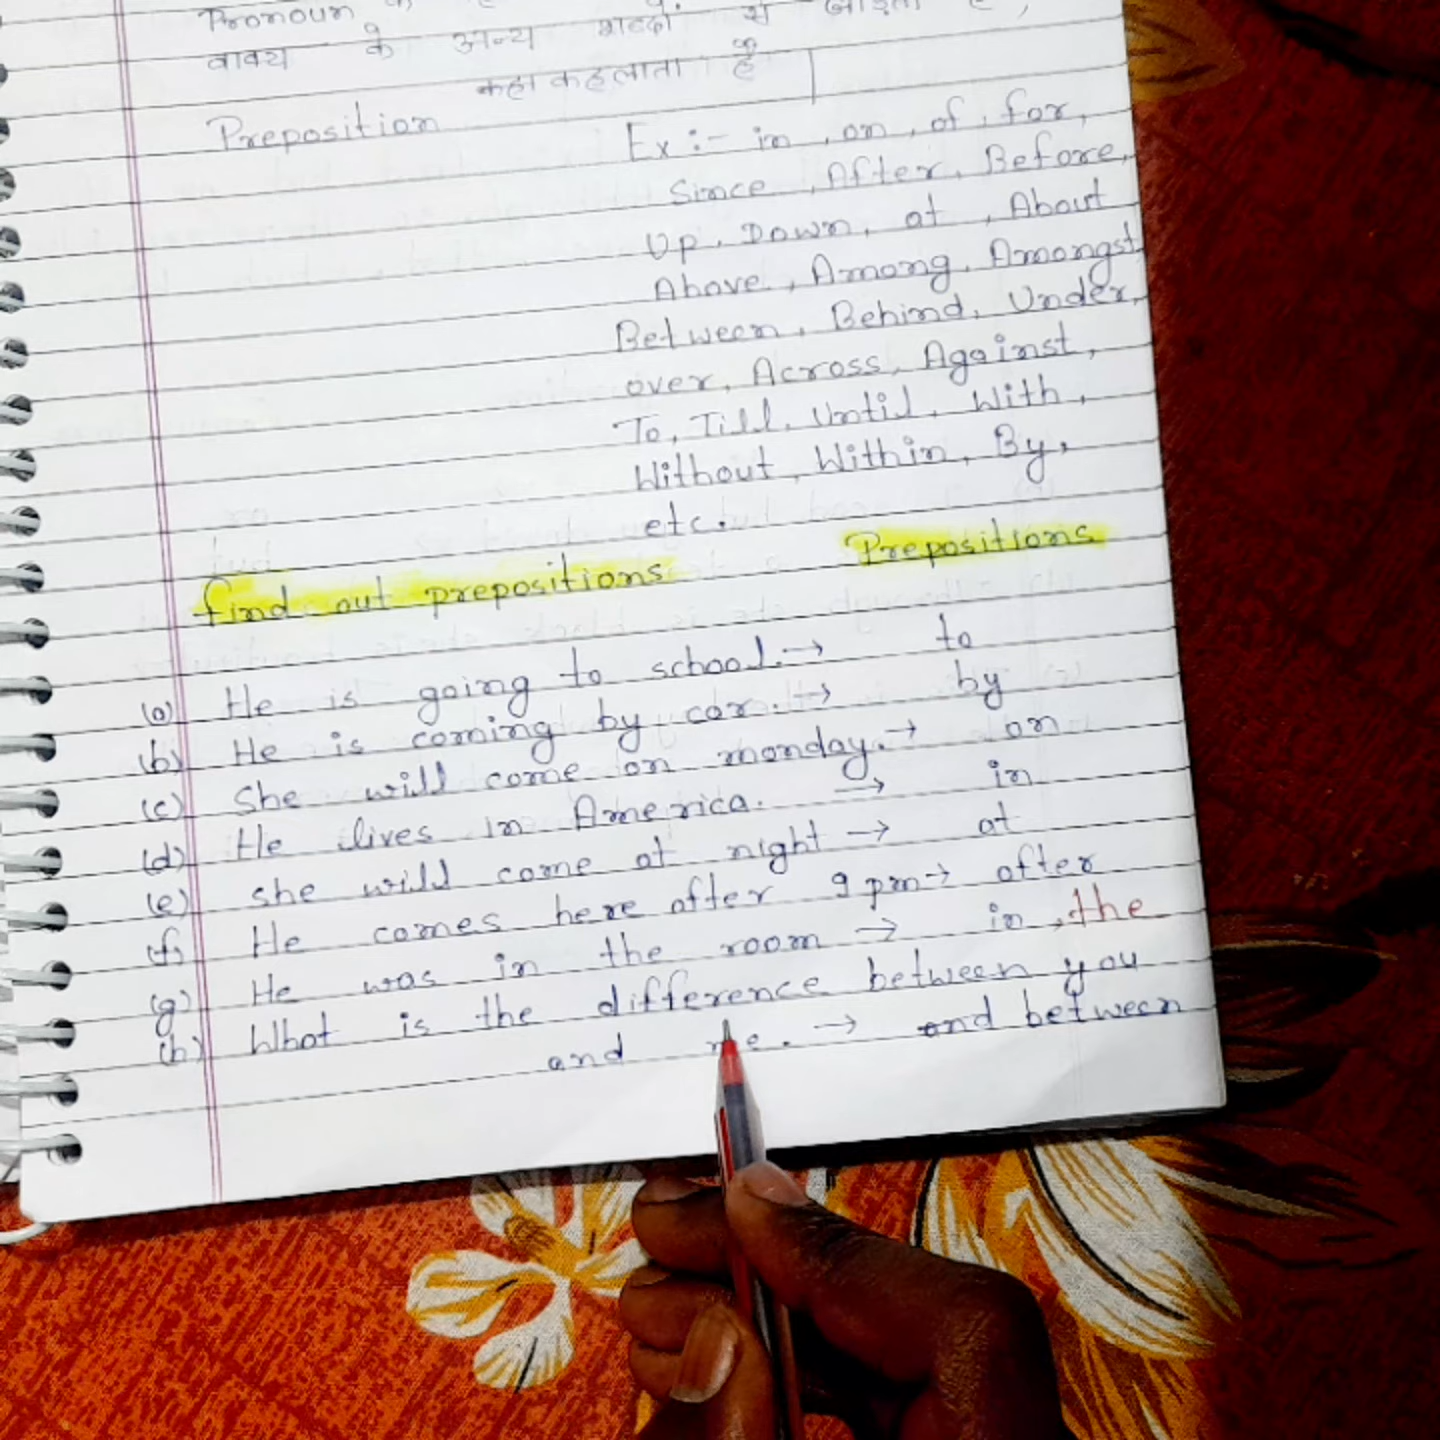 Pronoun
वाक्य के अन्य शब्दों से जोड़ता है,
कहा कहलाता है
Preposition
Ex:- in, on, of, for,
Since, After, Before,
Up, Down, at, About
Above, Among, Amongst,
Between, Behind, Under,
over, Across, Against,
To, Till, Until, With,
Without, Within, By,
etc.
find out prepositions Prepositions
(a) He is going to school. → to
(b) He is coming by car. → by
(c) She will come on monday. → on
(d) He lives in America. → in
(e) she will come at night → at
(f) He comes here after 9 pm → after
(g) He was in the room → in, the
(h) What is the difference between you
and me. → and between